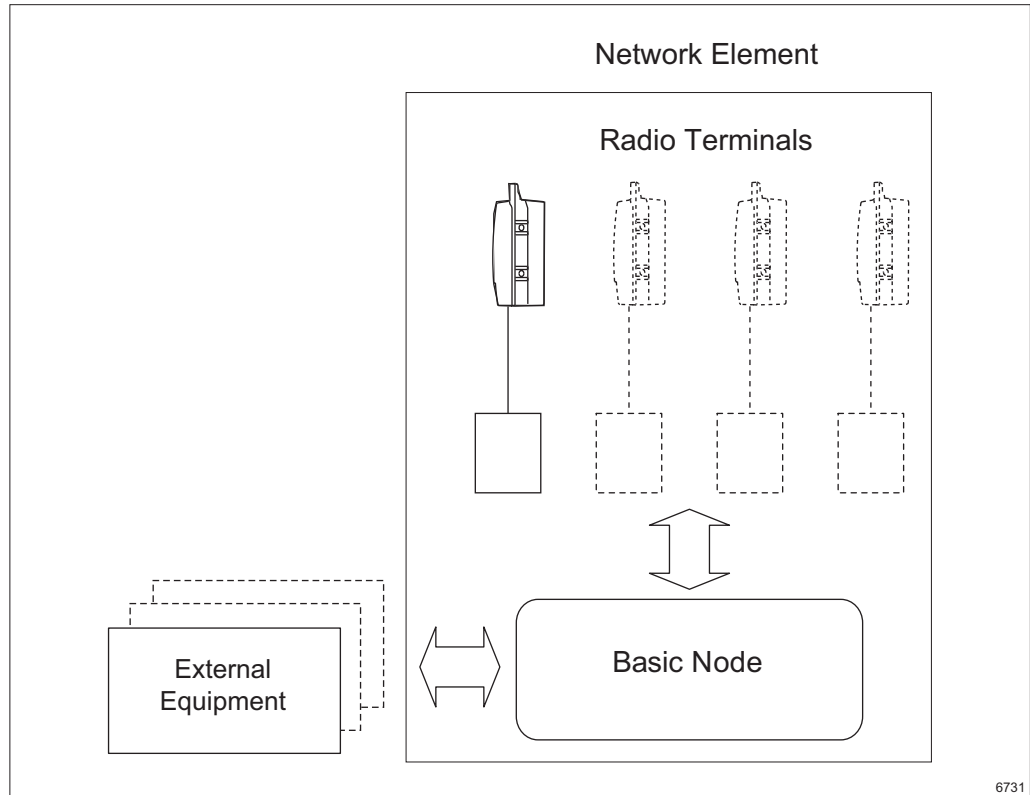 Network Element
Radio Terminals
External
Equipment
Basic Node
6731